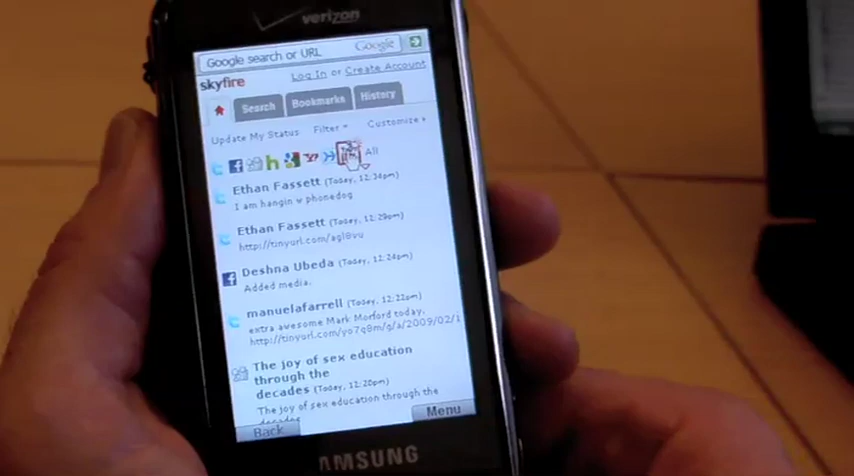 verizon
Google search or URL Google
skyfire Log In or Create Account
Search Bookmarks History
Update My Status Filter Customize
All
Ethan Fassett (Today, 12:34pm)
I am hangin w phonedog
Ethan Fassett (Today, 12:29pm)
http://tinyurl.com/agl8vu
Deshna Ubeda (Today, 12:24pm)
Added media.
manuelafarrell (Today, 12:22pm)
extra awesome Mark Morford today.
http://tinyurl.com/yo7q8m/g/a/2009/02/1
The joy of sex education
through the
decades (Today, 12:20pm)
The joy of sex education through the
Back Menu
SAMSUNG